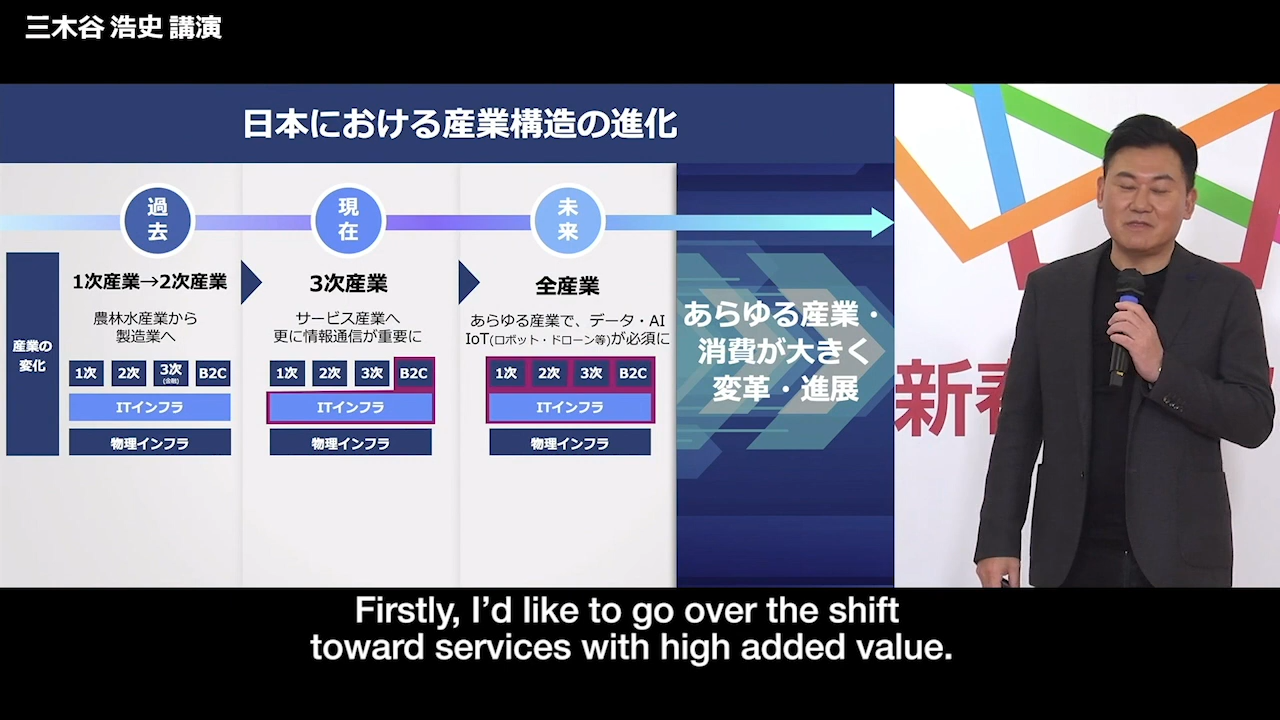 三木谷 浩史 講演
日本における産業構造の進化
過去
現在
未来
産業の
変化
1次産業→2次産業
農林水産業から
製造業へ
1次 2次 3次 B2C
(金融)
ITインフラ
物理インフラ
3次産業
サービス産業へ
更に情報通信が重要に
1次 2次 3次 B2C
ITインフラ
物理インフラ
全産業
あらゆる産業で、データ・AI
IoT(ロボット・ドローン等)が必須に
1次 2次 3次 B2C
ITインフラ
物理インフラ
あらゆる産業・
消費が大きく
変革・進展
新春
Firstly, I’d like to go over the shift
toward services with high added value.